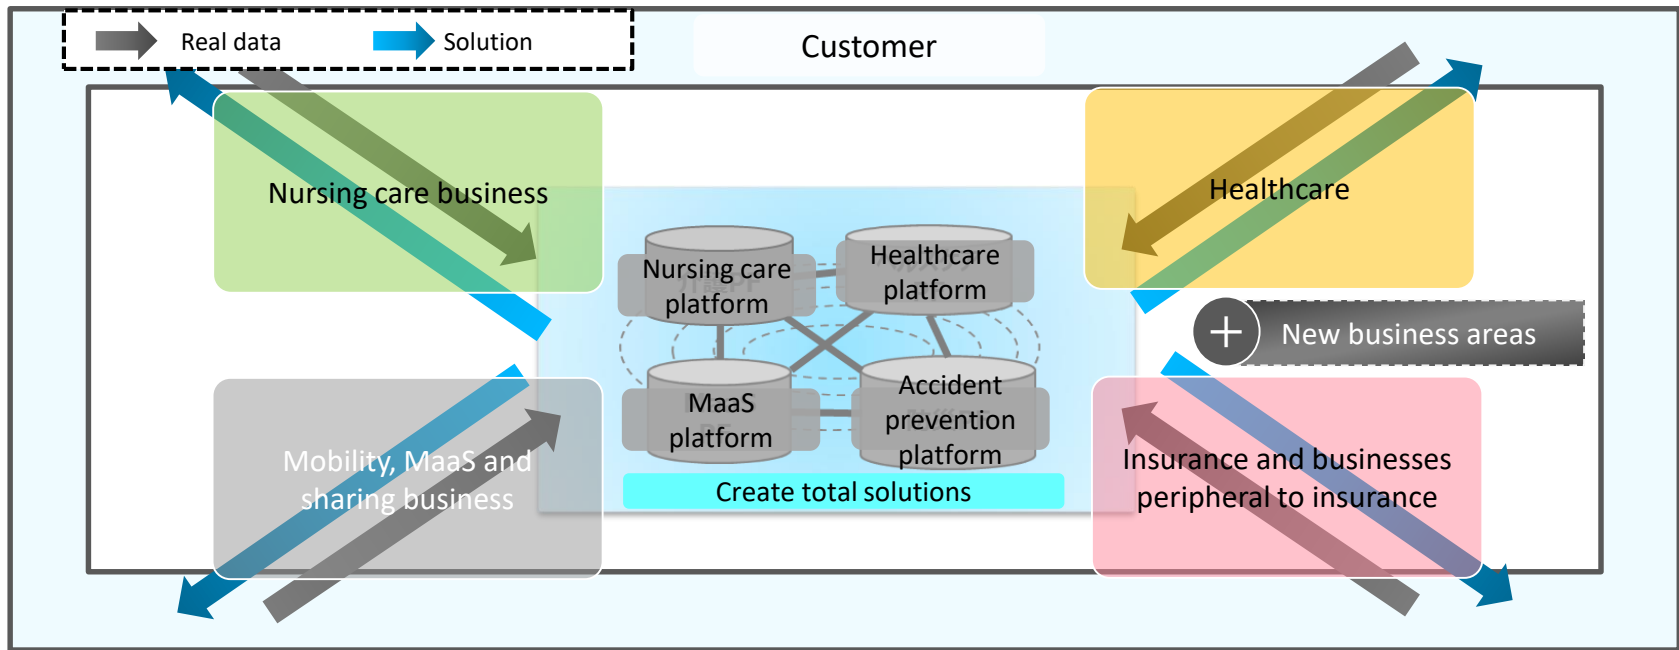 Real data
Solution
Customer
Nursing care business
Healthcare
Nursing care
platform
Healthcare
platform
New business areas
MaaS
platform
Accident
prevention
platform
Mobility, MaaS and
sharing business
Insurance and businesses
peripheral to insurance
Create total solutions